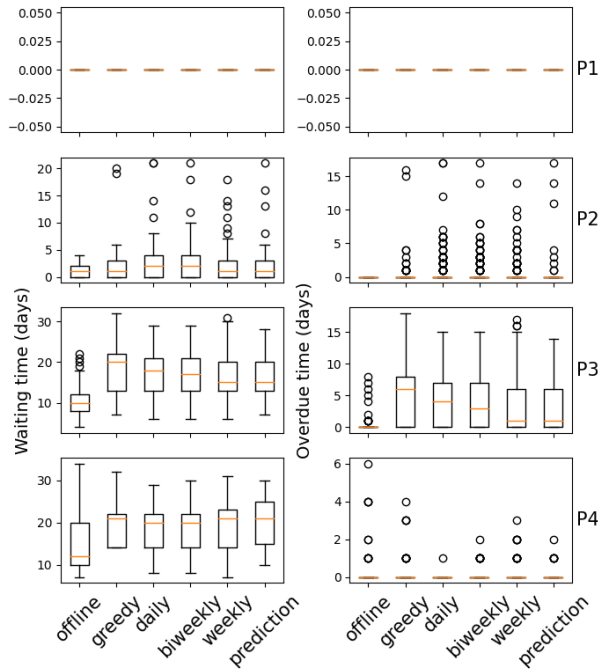 0.050
0.025
0.000
−0.025
−0.050
0.050
0.025
0.000
−0.025
−0.050
P1
20
15
10
5
0
15
10
5
0
P2
Waiting time (days)
30
20
10
Overdue time (days)
15
10
5
0
P3
30
20
10
6
4
2
0
P4
offline
greedy
daily
biweekly
weekly
prediction
offline
greedy
daily
biweekly
weekly
prediction